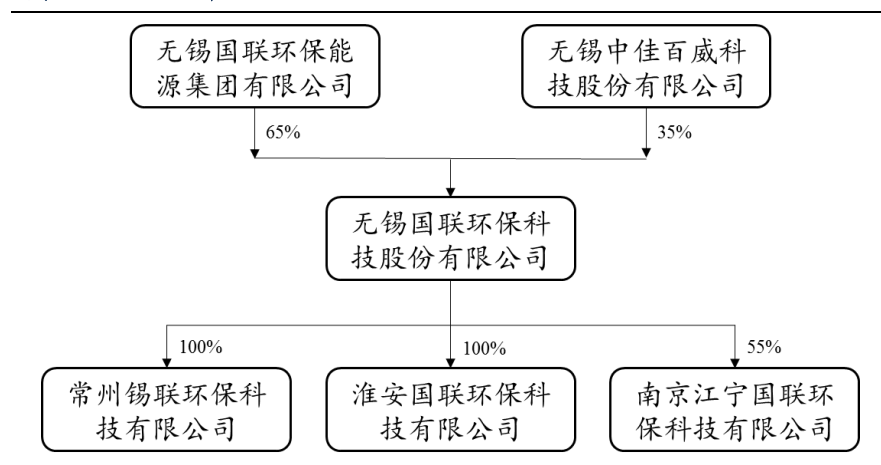 无锡国联环保能
源集团有限公司
无锡中佳百威科
技股份有限公司
65%
35%
无锡国联环保科
技股份有限公司
100%
100%
55%
常州锡联环保科
技有限公司
淮安国联环保科
技有限公司
南京江宁国联环
保科技有限公司